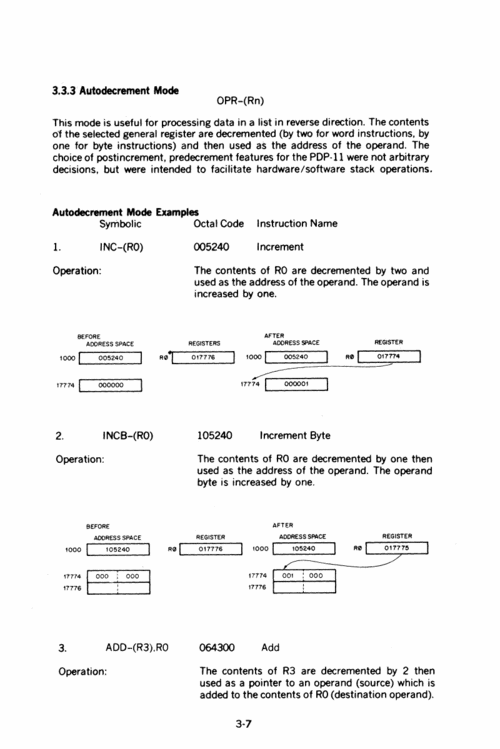 3.3.3 Autodecrement Mode
OPR-(Rn)
This mode is useful for processing data in a list in reverse direction. The contents
of the selected general register are decremented (by two for word instructions, by
one for byte instructions) and then used as the address of the operand. The
choice of postincrement, predecrement features for the PDP-11 were not arbitrary
decisions, but were intended to facilitate hardware/software stack operations.
Autodecrement Mode Examples
Symbolic Octal Code Instruction Name
1. INC-(R0) 005240 Increment
Operation: The contents of R0 are decremented by two and
used as the address of the operand. The operand is
increased by one.
BEFORE AFTER
ADDRESS SPACE REGISTERS ADDRESS SPACE REGISTER
1000 005240 RØ 017776 1000 005240 RØ 017774
17774 000000 17774 000001
2. INCB-(R0) 105240 Increment Byte
Operation: The contents of R0 are decremented by one then
used as the address of the operand. The operand
byte is increased by one.
BEFORE AFTER
ADDRESS SPACE REGISTER ADDRESS SPACE REGISTER
1000 105240 RØ 017776 1000 105240 RØ 017775
17774 000 000 17774 001 000
17776 17776
3. ADD-(R3),R0 064300 Add
Operation: The contents of R3 are decremented by 2 then
used as a pointer to an operand (source) which is
added to the contents of R0 (destination operand).
3-7